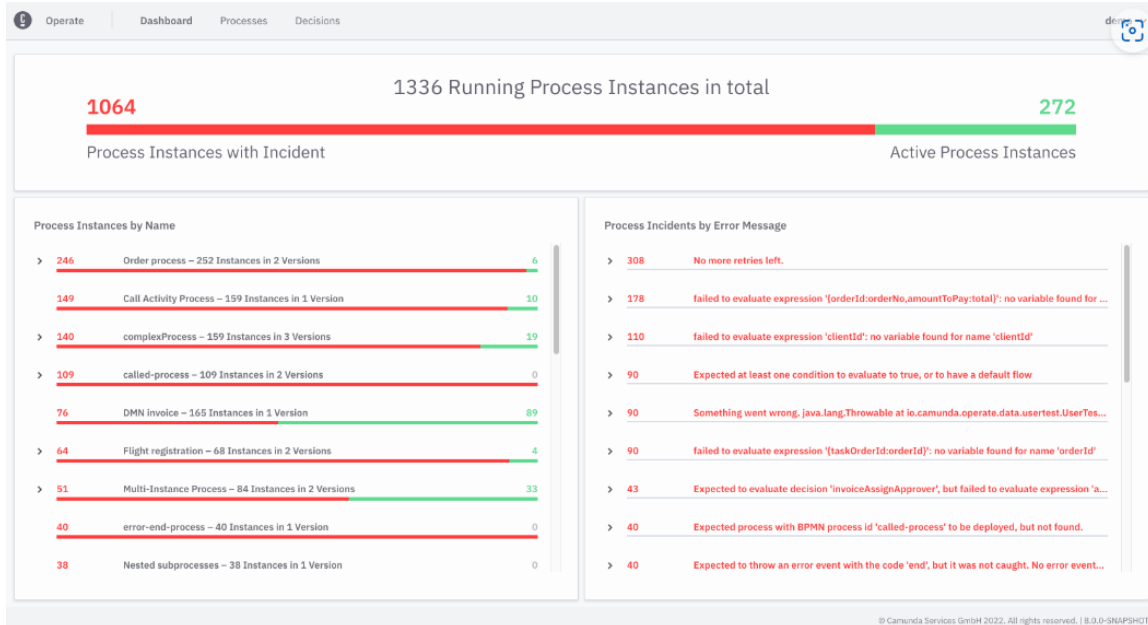 Operate Dashboard Processes Decisions
1336 Running Process Instances in total
1064 272
Process Instances with Incident Active Process Instances
Process Instances by Name
246 Order process – 252 Instances in 2 Versions 6
149 Call Activity Process – 159 Instances in 1 Version 10
140 complexProcess – 159 Instances in 3 Versions 19
109 called-process – 109 Instances in 2 Versions 0
76 DMN invoice – 165 Instances in 1 Version 89
64 Flight registration – 68 Instances in 2 Versions 4
51 Multi-Instance Process – 84 Instances in 2 Versions 33
40 error-end-process – 40 Instances in 1 Version 0
38 Nested subprocesses – 38 Instances in 1 Version 0
Process Incidents by Error Message
308 No more retries left.
178 failed to evaluate expression '{orderId:orderNo,amountToPay:total}': no variable found for ...
110 failed to evaluate expression 'clientId': no variable found for name 'clientId'
90 Expected at least one condition to evaluate to true, or to have a default flow
90 Something went wrong. java.lang.Throwable at io.camunda.operate.data.usertest.UserTes...
90 failed to evaluate expression '{taskOrderId:orderId}': no variable found for name 'orderId'
43 Expected to evaluate decision 'invoiceAssignApprover', but failed to evaluate expression 'a...
40 Expected process with BPMN process id 'called-process' to be deployed, but not found.
40 Expected to throw an error event with the code 'end', but it was not caught. No error event...
© Camunda Services GmbH 2022. All rights reserved. | 8.0.0-SNAPSHOT